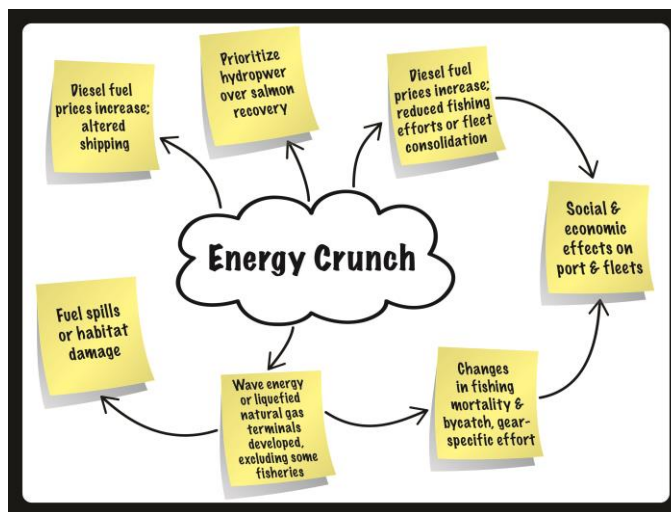 Diesel fuel
prices increase;
altered
shipping
Prioritize
hydropwer
over salmon
recovery
Diesel fuel
prices increase;
reduced fishing
efforts or fleet
consolidation
Energy Crunch
Social &
economic
effects on
port & fleets
Fuel spills
or habitat
damage
Wave energy
or liquefied
natural gas
terminals
developed,
excluding some
fisheries
Changes
in fishing
mortality &
bycatch, gear-
specific effort